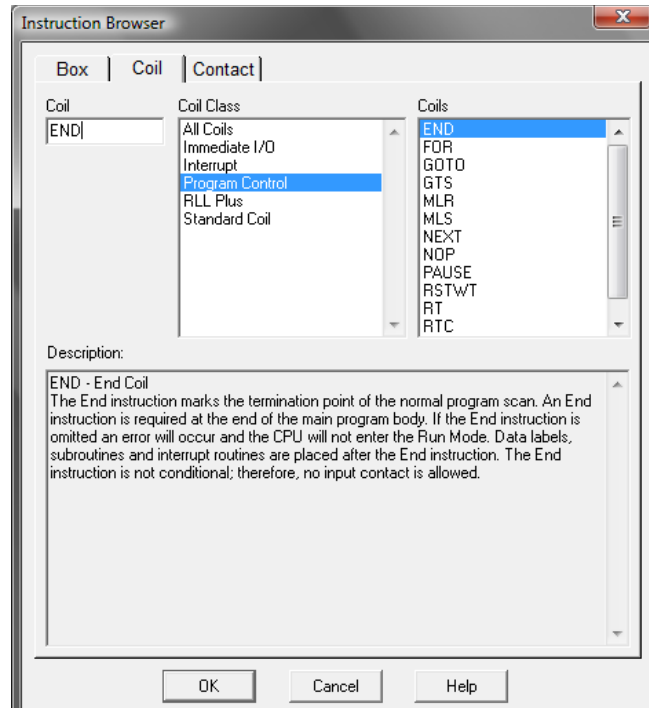 Instruction Browser
x
Box
Coil
Contact
Coil
Coil Class
Coils
END
All Coils
Immediate I/O
Interrupt
Program Control
RLL Plus
Standard Coil
END
FOR
GOTO
GTS
MLR
MLS
NEXT
NOP
PAUSE
RSTWT
RT
RTC
Description:
END - End Coil
The End instruction marks the termination point of the normal program scan. An End
instruction is required at the end of the main program body. If the End instruction is
omitted an error will occur and the CPU will not enter the Run Mode. Data labels,
subroutines and interrupt routines are placed after the End instruction. The End
instruction is not conditional; therefore, no input contact is allowed.
OK
Cancel
Help